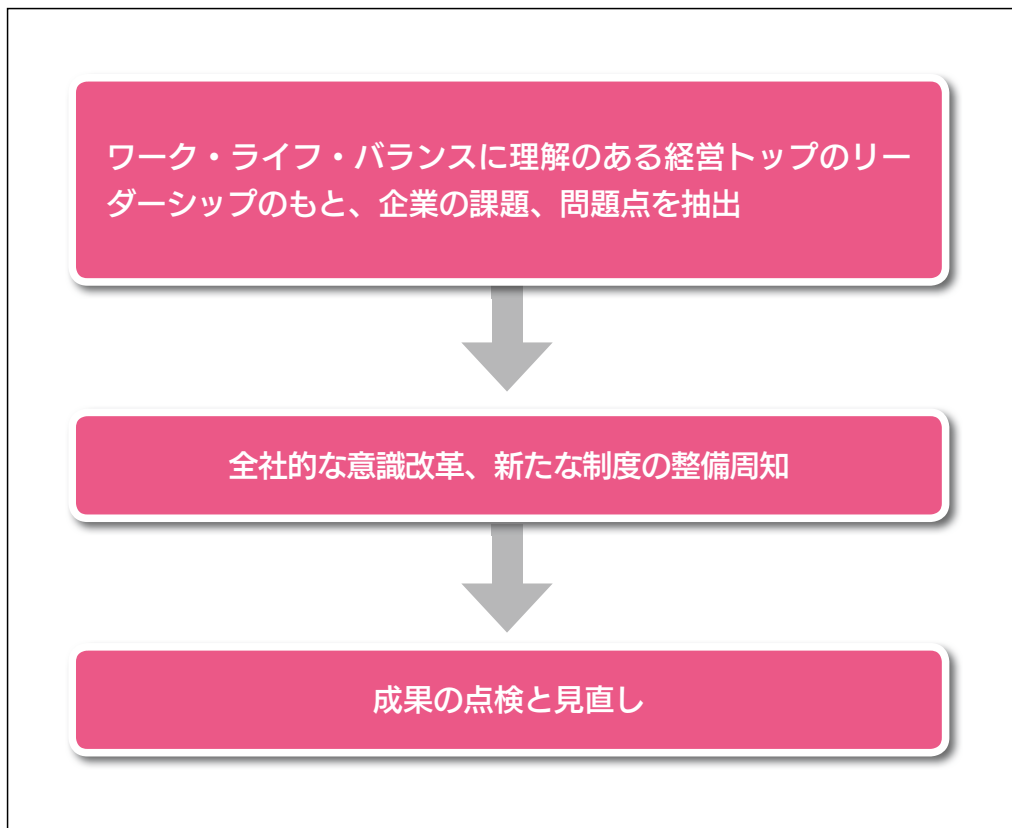 ワーク・ライフ・バランスに理解のある経営トップのリー
ダーシップのもと、企業の課題、問題点を抽出
全社的な意識改革、新たな制度の整備周知
成果の点検と見直し